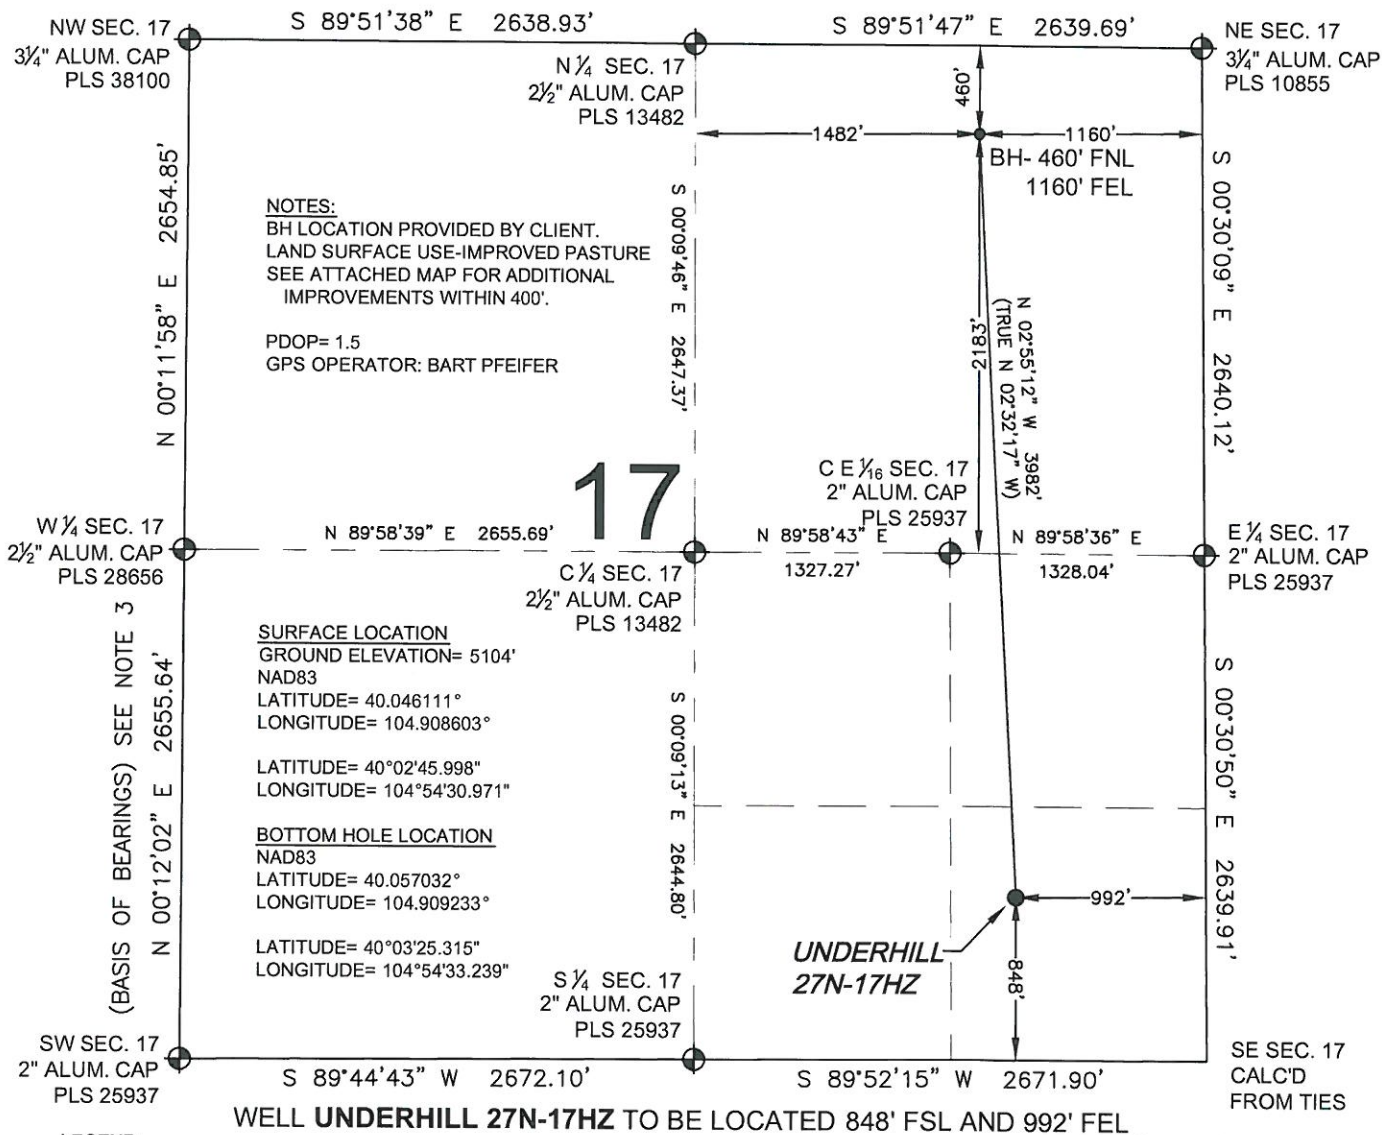 S 89°51'38" E 2638.93'
S 89°51'47" E 2639.69'
NW SEC. 17
3¼" ALUM. CAP
PLS 38100
N ¼ SEC. 17
2½" ALUM. CAP
PLS 13482
NE SEC. 17
3¼" ALUM. CAP
PLS 10855
460'
1482'
1160'
BH- 460' FNL
1160' FEL
N 00°11'58" E 2654.85'
NOTES:
BH LOCATION PROVIDED BY CLIENT.
LAND SURFACE USE-IMPROVED PASTURE
SEE ATTACHED MAP FOR ADDITIONAL
IMPROVEMENTS WITHIN 400'.
PDOP= 1.5
GPS OPERATOR: BART PFEIFER
S 00°09'46" E 2647.37'
2183'
N 02°55'12" W 3982'
(TRUE N 02°32'17" W)
S 00°30'09" E 2640.12'
17
C E 1⁄16 SEC. 17
2" ALUM. CAP
PLS 25937
W ¼ SEC. 17
2½" ALUM. CAP
PLS 28656
N 89°58'39" E 2655.69'
N 89°58'43" E
1327.27'
N 89°58'36" E
1328.04'
E ¼ SEC. 17
2" ALUM. CAP
PLS 25937
C ¼ SEC. 17
2½" ALUM. CAP
PLS 13482
(BASIS OF BEARINGS) SEE NOTE 3
N 00°12'02" E 2655.64'
SURFACE LOCATION
GROUND ELEVATION= 5104'
NAD83
LATITUDE= 40.046111°
LONGITUDE= 104.908603°
LATITUDE= 40°02'45.998"
LONGITUDE= 104°54'30.971"
BOTTOM HOLE LOCATION
NAD83
LATITUDE= 40.057032°
LONGITUDE= 104.909233°
LATITUDE= 40°03'25.315"
LONGITUDE= 104°54'33.239"
S 00°09'13" E 2644.80'
S 00°30'50" E 2639.91'
992'
848'
UNDERHILL
27N-17HZ
S ¼ SEC. 17
2" ALUM. CAP
PLS 25937
SW SEC. 17
2" ALUM. CAP
PLS 25937
S 89°44'43" W 2672.10'
S 89°52'15" W 2671.90'
SE SEC. 17
CALC'D
FROM TIES
WELL UNDERHILL 27N-17HZ TO BE LOCATED 848' FSL AND 992' FEL